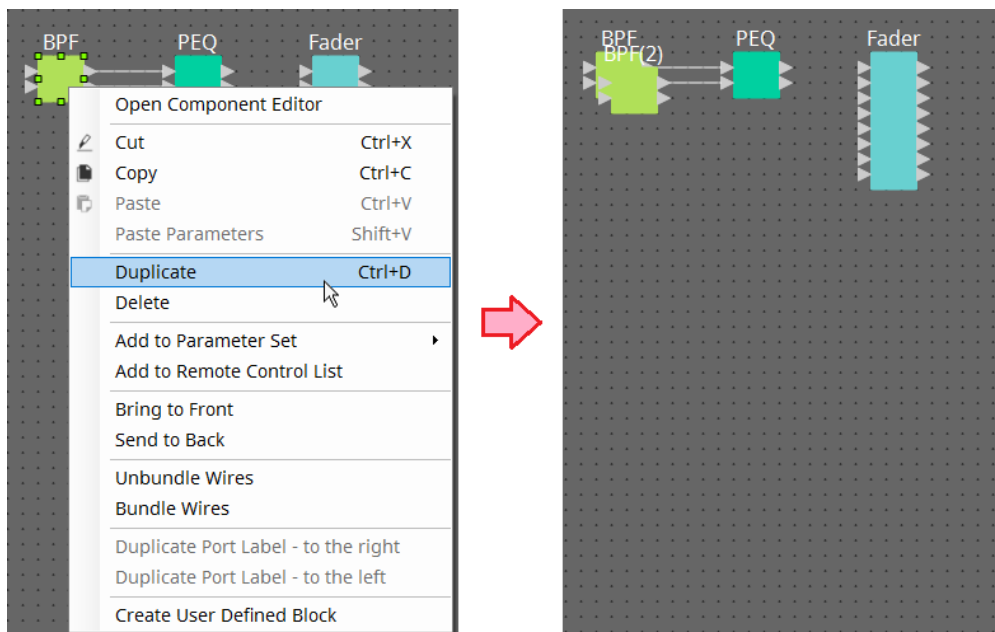 BPF PEQ Fader
Open Component Editor
Cut Ctrl+X
Copy Ctrl+C
Paste Ctrl+V
Paste Parameters Shift+V
Duplicate Ctrl+D
Delete
Add to Parameter Set
Add to Remote Control List
Bring to Front
Send to Back
Unbundle Wires
Bundle Wires
Duplicate Port Label - to the right
Duplicate Port Label - to the left
Create User Defined Block
BPF PEQ Fader
BPF(2)